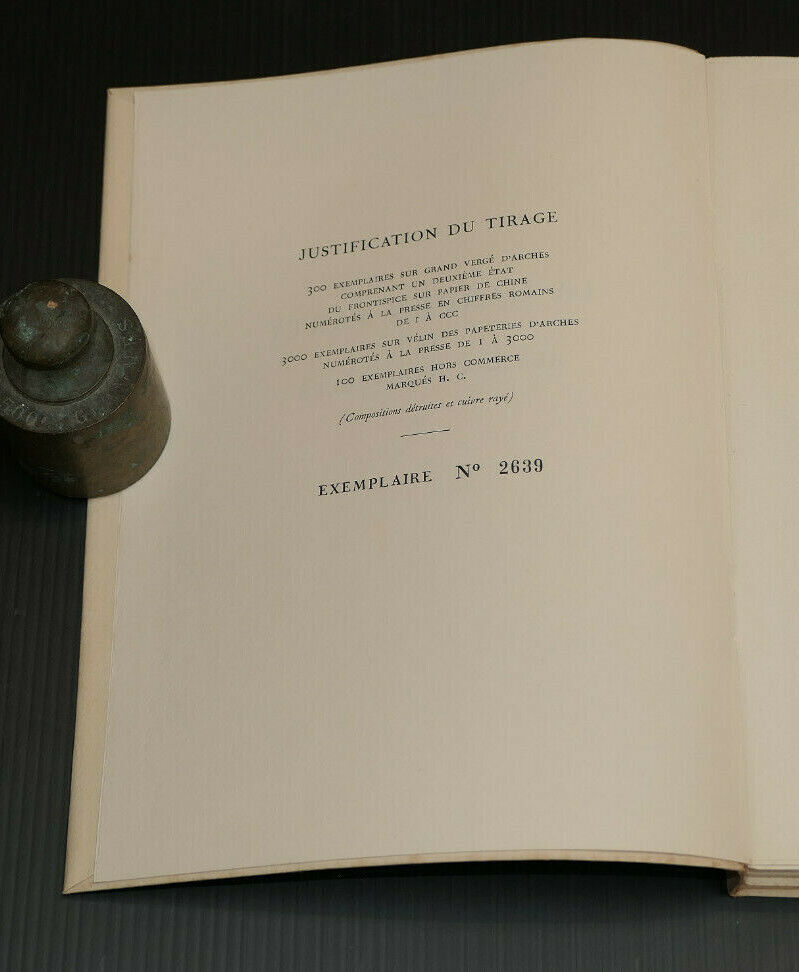 JUSTIFICATION DU TIRAGE
300 EXEMPLAIRES SUR GRAND VERGÉ D'ARCHES
COMPRENANT UN DEUXIÈME ÉTAT
DU FRONTISPICE SUR PAPIER DE CHINE
NUMÉROTÉS À LA PRESSE EN CHIFFRES ROMAINS
DE I À CCC
3000 EXEMPLAIRES SUR VÉLIN DES PAPETERIES D'ARCHES
NUMÉROTÉS À LA PRESSE DE 1 À 3000
100 EXEMPLAIRES HORS COMMERCE
MARQUÉS H. C.
(Compositions détruites et cuivre rayé)
EXEMPLAIRE Nº 2639